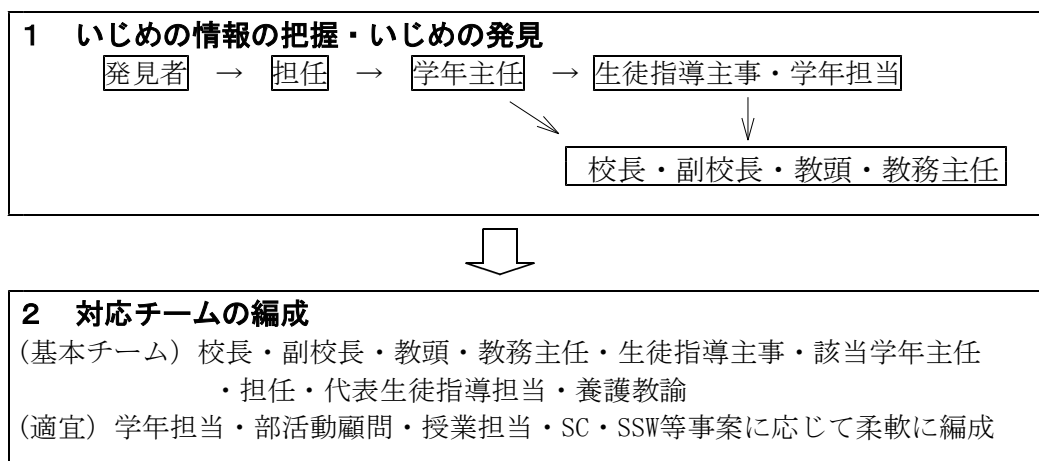 １　いじめの情報の把握・いじめの発見
発見者　→　担任　→　学年主任　→　生徒指導主事・学年担当
校長・副校長・教頭・教務主任
２　対応チームの編成
(基本チーム) 校長・副校長・教頭・教務主任・生徒指導主事・該当学年主任
・担任・代表生徒指導担当・養護教諭
(適宜) 学年担当・部活動顧問・授業担当・SC・SSW等事案に応じて柔軟に編成